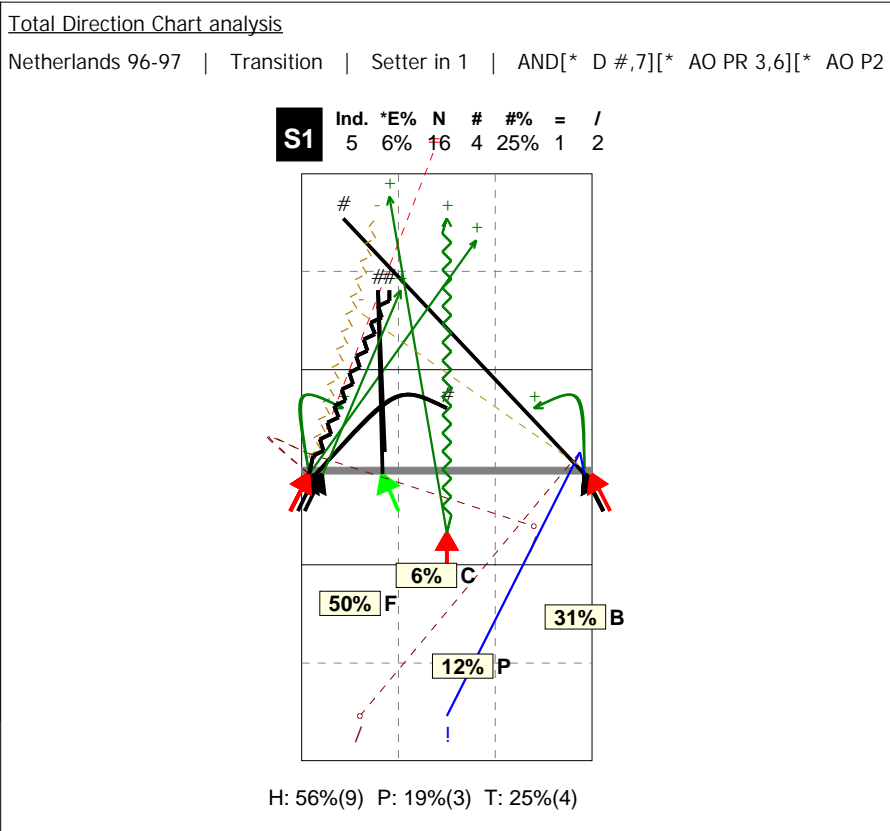 Total Direction Chart analysis
Netherlands 96-97 | Transition | Setter in 1 | AND[* D #,7][* AO PR 3,6][* AO P2
Ind. *E% N # #% = /
S1 5 6% 16 4 25% 1 2
=
+
# - + +
## +
#
+ +
6% C
50% F
31% B
12% P
/ !
H: 56%(9) P: 19%(3) T: 25%(4)